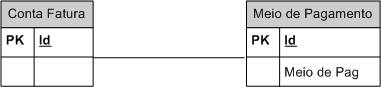 Conta Fatura
PK Id
Meio de Pagamento
PK Id
Meio de Pag